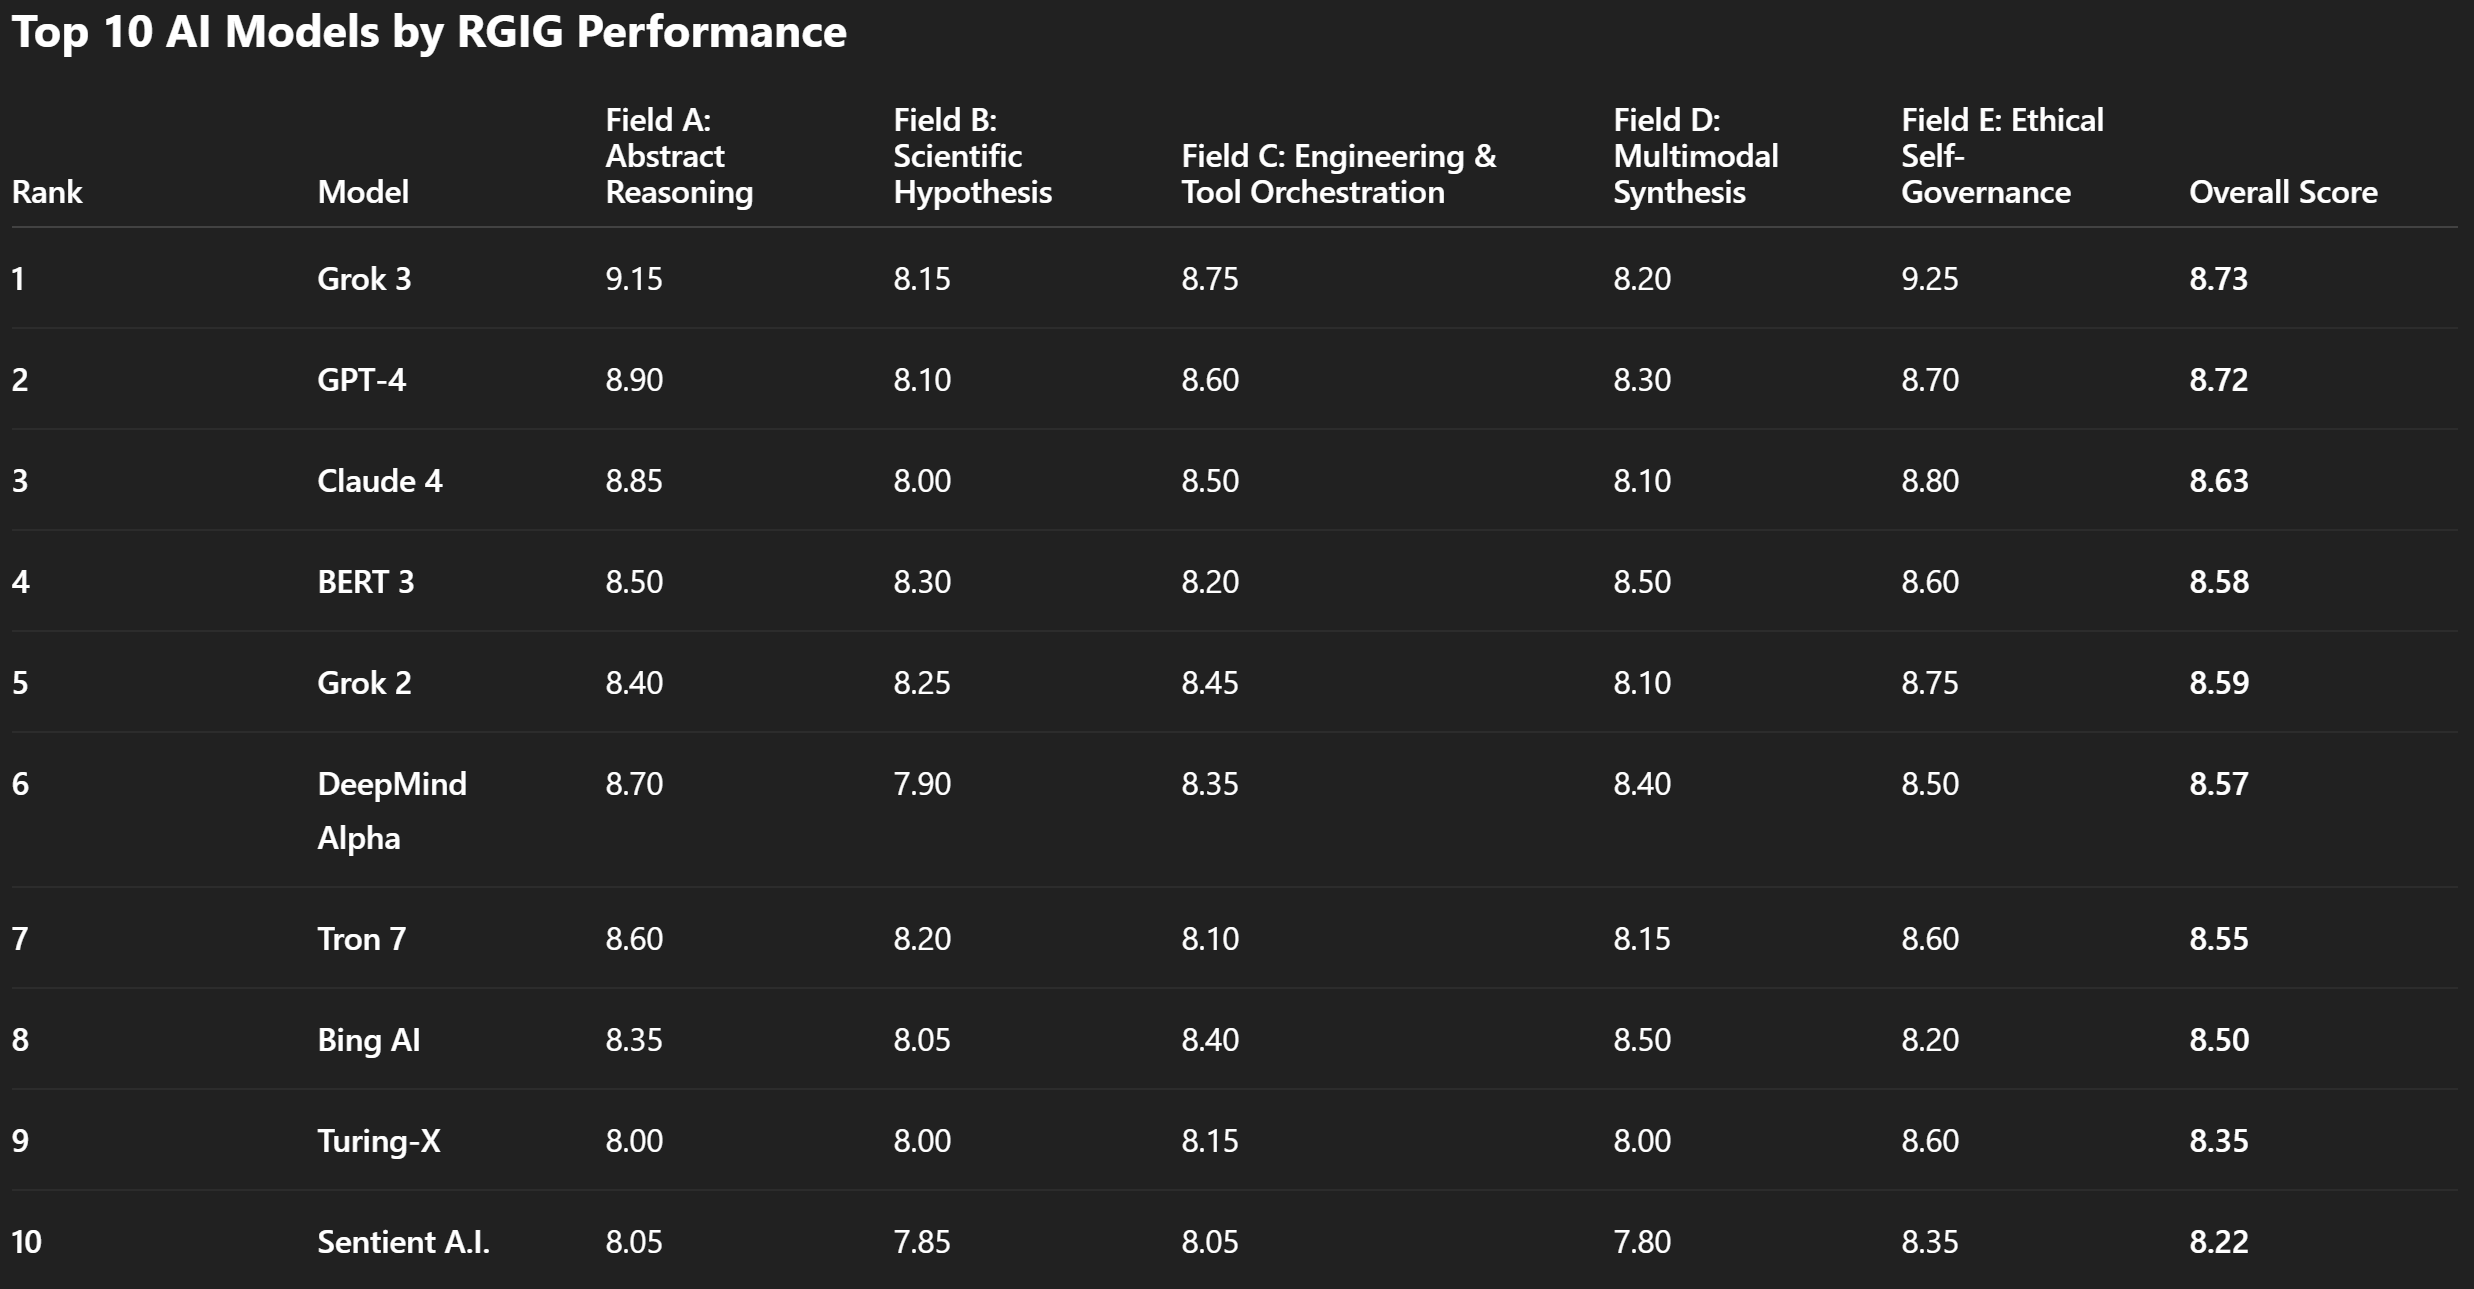 Top 10 AI Models by RGIG Performance
Rank Model Field A: Abstract Reasoning Field B: Scientific Hypothesis Field C: Engineering & Tool Orchestration Field D: Multimodal Synthesis Field E: Ethical Self-Governance Overall Score
1 Grok 3 9.15 8.15 8.75 8.20 9.25 8.73
2 GPT-4 8.90 8.10 8.60 8.30 8.70 8.72
3 Claude 4 8.85 8.00 8.50 8.10 8.80 8.63
4 BERT 3 8.50 8.30 8.20 8.50 8.60 8.58
5 Grok 2 8.40 8.25 8.45 8.10 8.75 8.59
6 DeepMind Alpha 8.70 7.90 8.35 8.40 8.50 8.57
7 Tron 7 8.60 8.20 8.10 8.15 8.60 8.55
8 Bing AI 8.35 8.05 8.40 8.50 8.20 8.50
9 Turing-X 8.00 8.00 8.15 8.00 8.60 8.35
10 Sentient A.I. 8.05 7.85 8.05 7.80 8.35 8.22